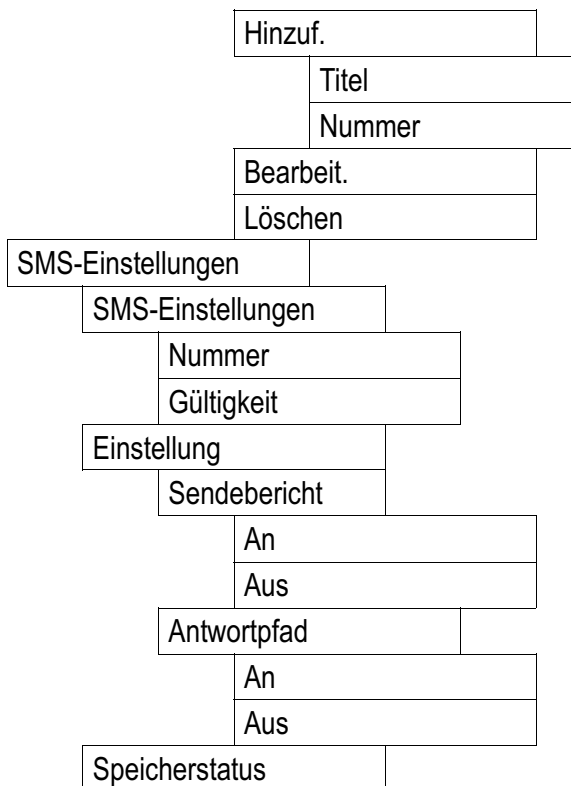 Hinzuf.
Titel
Nummer
Bearbeit.
Löschen
SMS-Einstellungen
SMS-Einstellungen
Nummer
Gültigkeit
Einstellung
Sendebericht
An
Aus
Antwortpfad
An
Aus
Speicherstatus